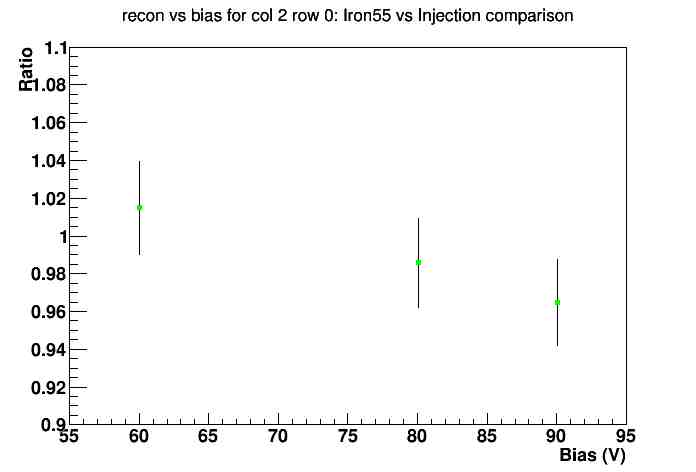 recon vs bias for col 2 row 0: Iron55 vs Injection comparison
Ratio
1.1
1.08
1.06
1.04
1.02
1
0.98
0.96
0.94
0.92
0.9
55 60 65 70 75 80 85 90 95
Bias (V)